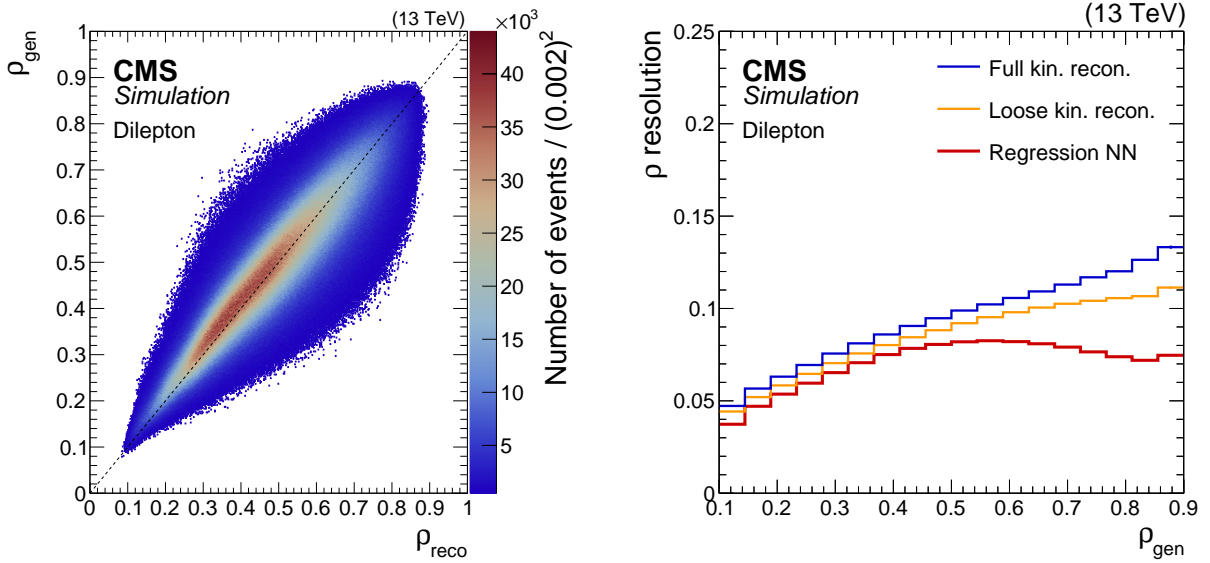 (13 TeV)
×10³
ρgen
1
0.9
0.8
0.7
0.6
0.5
0.4
0.3
0.2
0.1
0
CMS
Simulation
Dilepton
0 0.1 0.2 0.3 0.4 0.5 0.6 0.7 0.8 0.9 1
ρreco
40
35
30
25
20
15
10
5
Number of events / (0.002)²
(13 TeV)
ρ resolution
0.25
0.2
0.15
0.1
0.05
0
CMS
Simulation
Dilepton
Full kin. recon.
Loose kin. recon.
Regression NN
0.1 0.2 0.3 0.4 0.5 0.6 0.7 0.8 0.9
ρgen